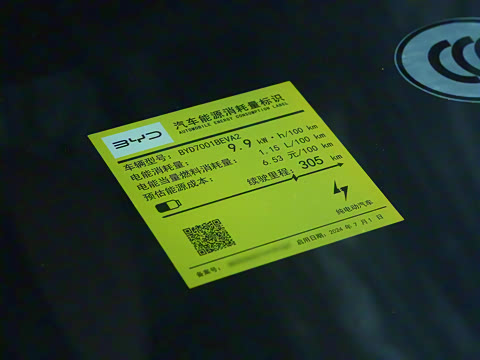 BYD
汽车能源消耗量标识
AUTOMOBILE ENERGY CONSUMPTION LABEL
车辆型号: BYD7001BEVA2
电能消耗量: 9.9 kW·h/100 km
电能当量燃料消耗量: 1.15 L/100 km
预估能源成本: 6.53 元/100 km
续驶里程: 305 km
纯电动汽车
备案号:
启用日期: 2024 年 7 月 1 日